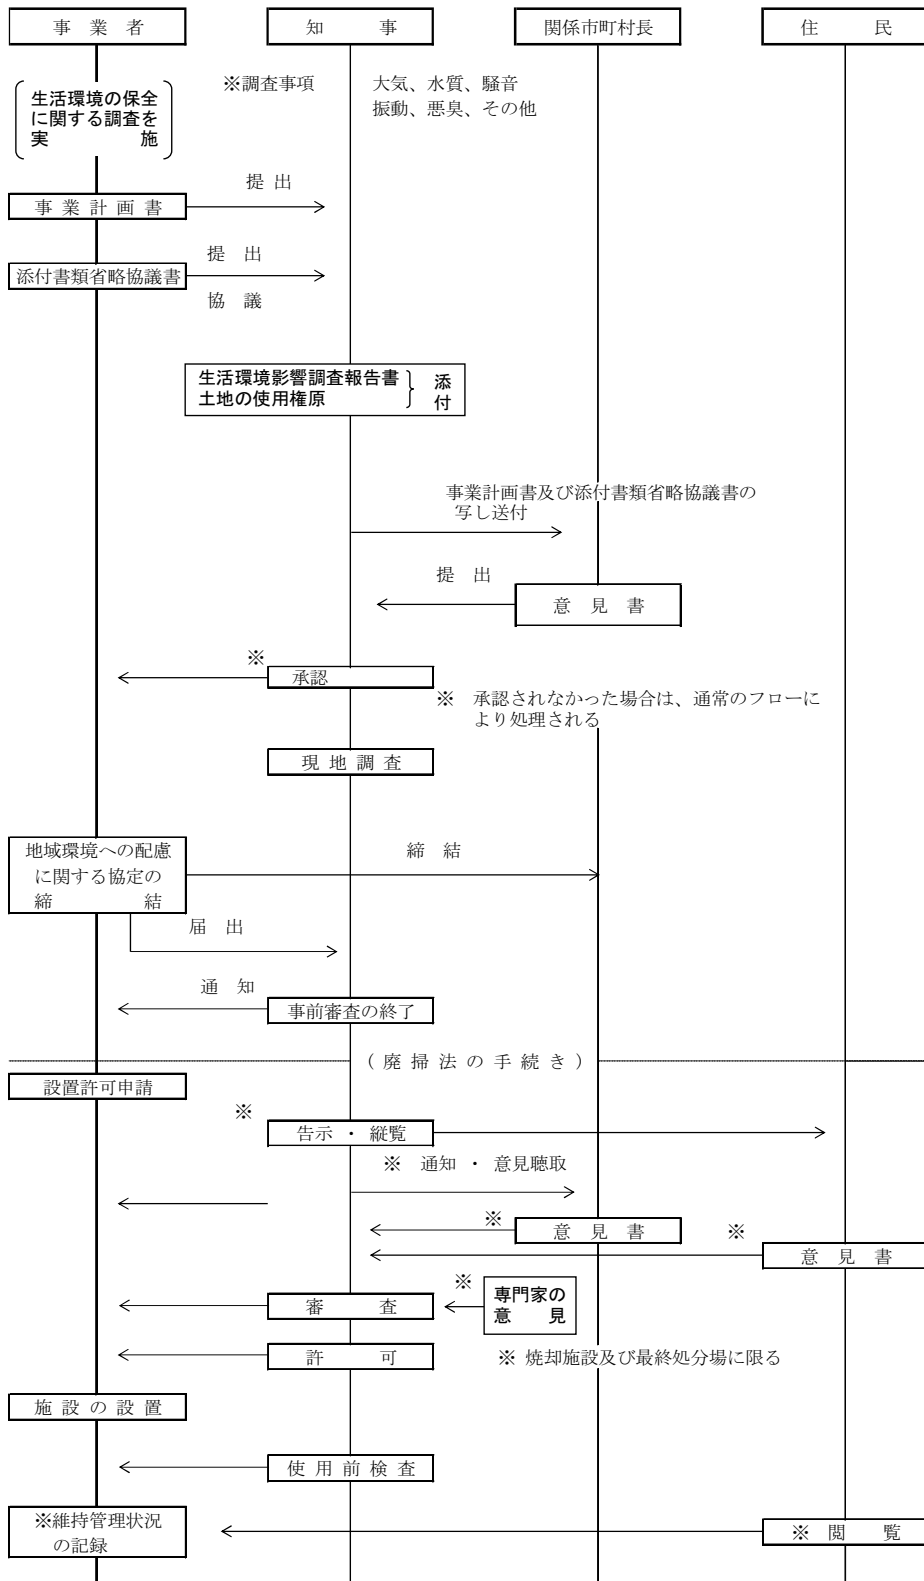 事 業 者
知 事
関係市町村長
住 民
※調査事項 大気、水質、騒音
振動、悪臭、その他
生活環境の保全
に関する調査を
実 施
提 出
事 業 計 画 書
提 出
添付書類省略協議書
協 議
生活環境影響調査報告書
土地の使用権原
添
付
事業計画書及び添付書類省略協議書の
写し送付
提 出
意 見 書
※
承認
※ 承認されなかった場合は、通常のフローに
より処理される
現 地 調 査
地域環境への配慮
に関する協定の
締 結
締 結
届 出
通 知
事前審査の終了
( 廃 掃 法 の 手 続 き )
設置許可申請
※
告示 ・ 縦覧
※ 通知 ・ 意見聴取
※
意 見 書
※
意 見 書
※
専門家の
意 見
審 査
許 可
※ 焼却施設及び最終処分場に限る
施 設 の 設 置
使 用 前 検 査
※維持管理状況
の記録
※ 閲 覧